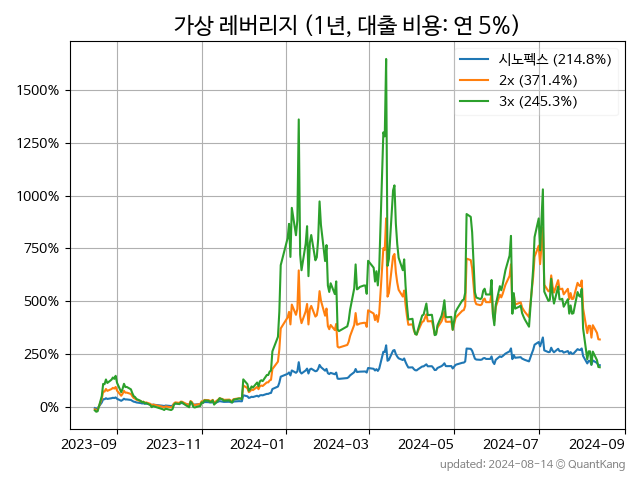 가상 레버리지 (1년, 대출 비용: 연 5%)
시노펙스 (214.8%)
2x (371.4%)
3x (245.3%)
1500%
1250%
1000%
750%
500%
250%
0%
2023-09 2023-11 2024-01 2024-03 2024-05 2024-07 2024-09
updated: 2024-08-14 @ QuantKang